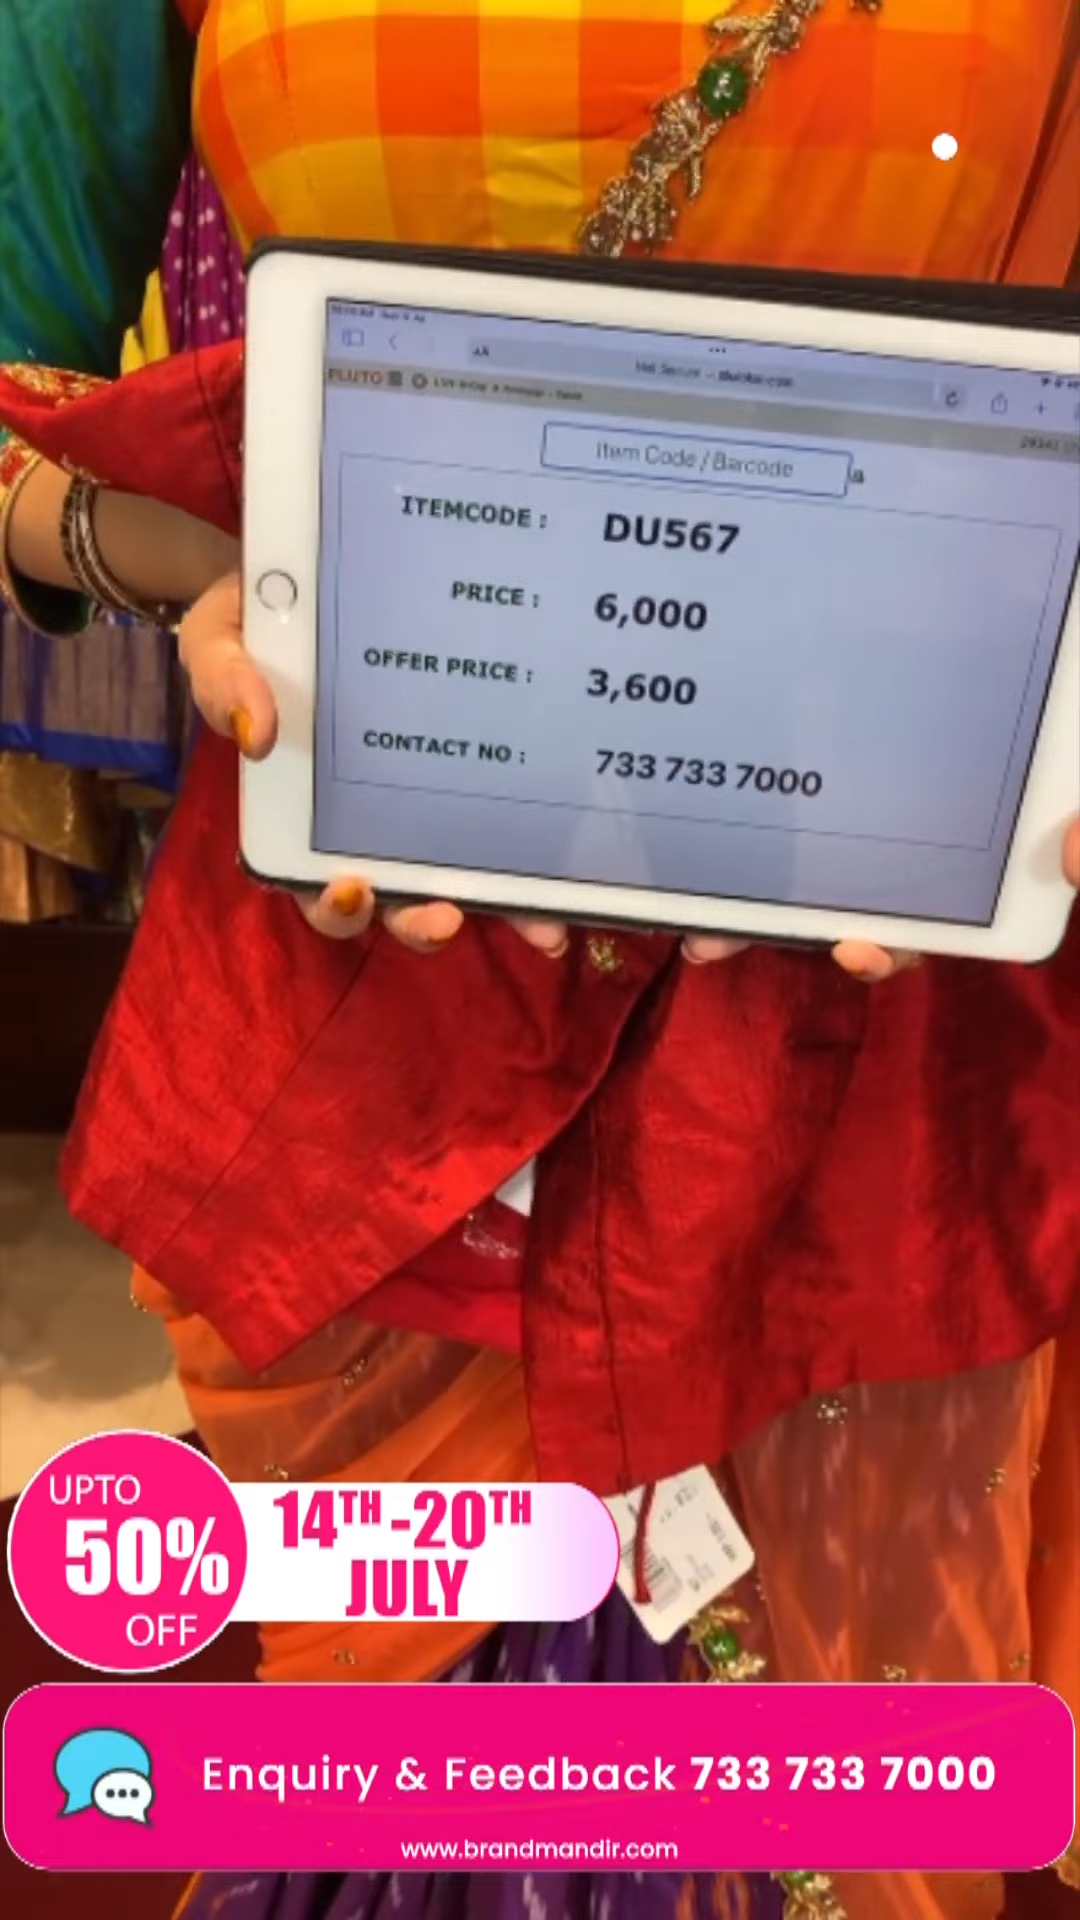 PLUTO
Item Code / Barcode
ITEMCODE : DU567
PRICE : 6,000
OFFER PRICE : 3,600
CONTACT NO : 733 733 7000
UPTO
50%
OFF
14TH-20TH
JULY
Enquiry & Feedback 733 733 7000
www.brandmandir.com